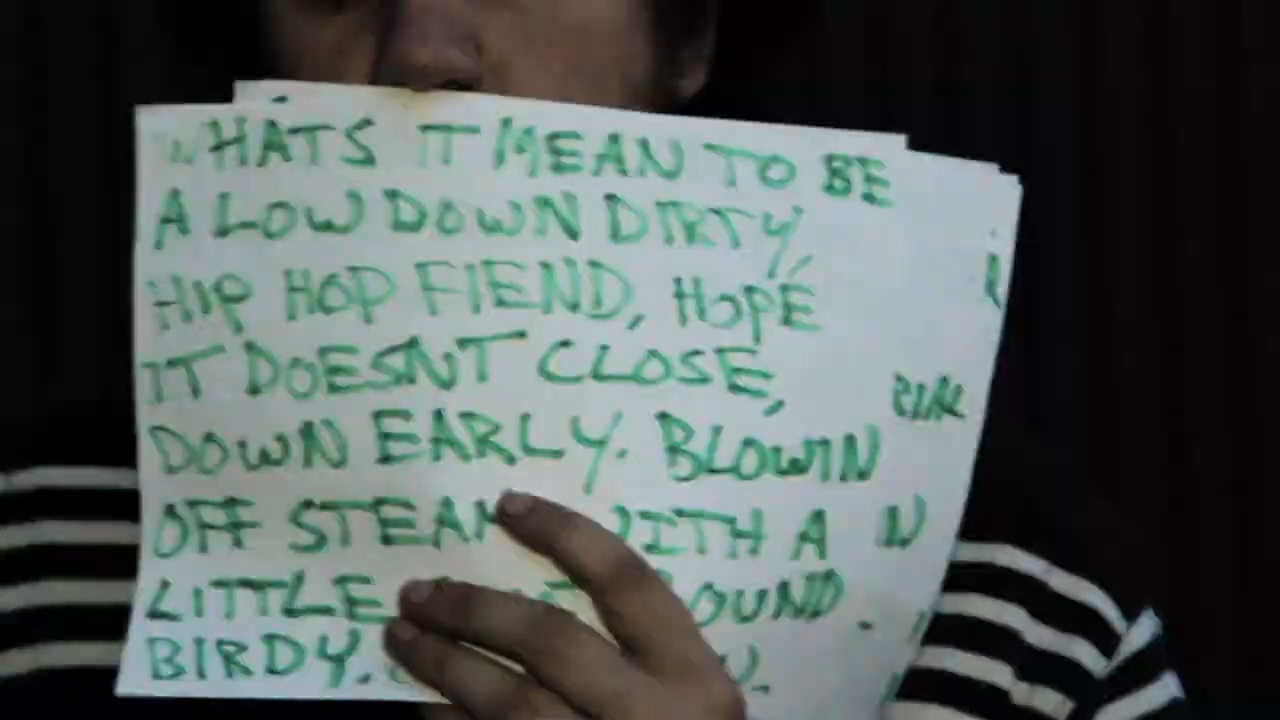 WHATS IT MEAN TO BE
A LOW DOWN DIRTY,
HIP HOP FIEND, HOPE
IT DOESNT CLOSE,
DOWN EARLY. BLOWIN
OFF STEAM WITH A
LITTLE
BIRDY.